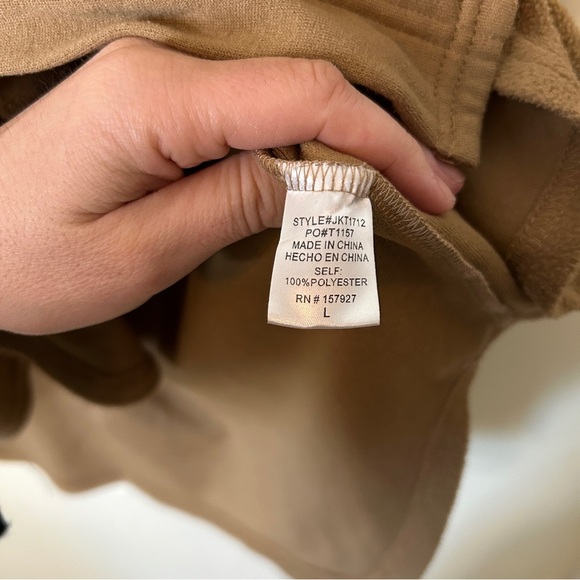 STYLE#JKT1712
PO#T1157
MADE IN CHINA
HECHO EN CHINA
SELF:
100%POLYESTER
RN # 157927
L